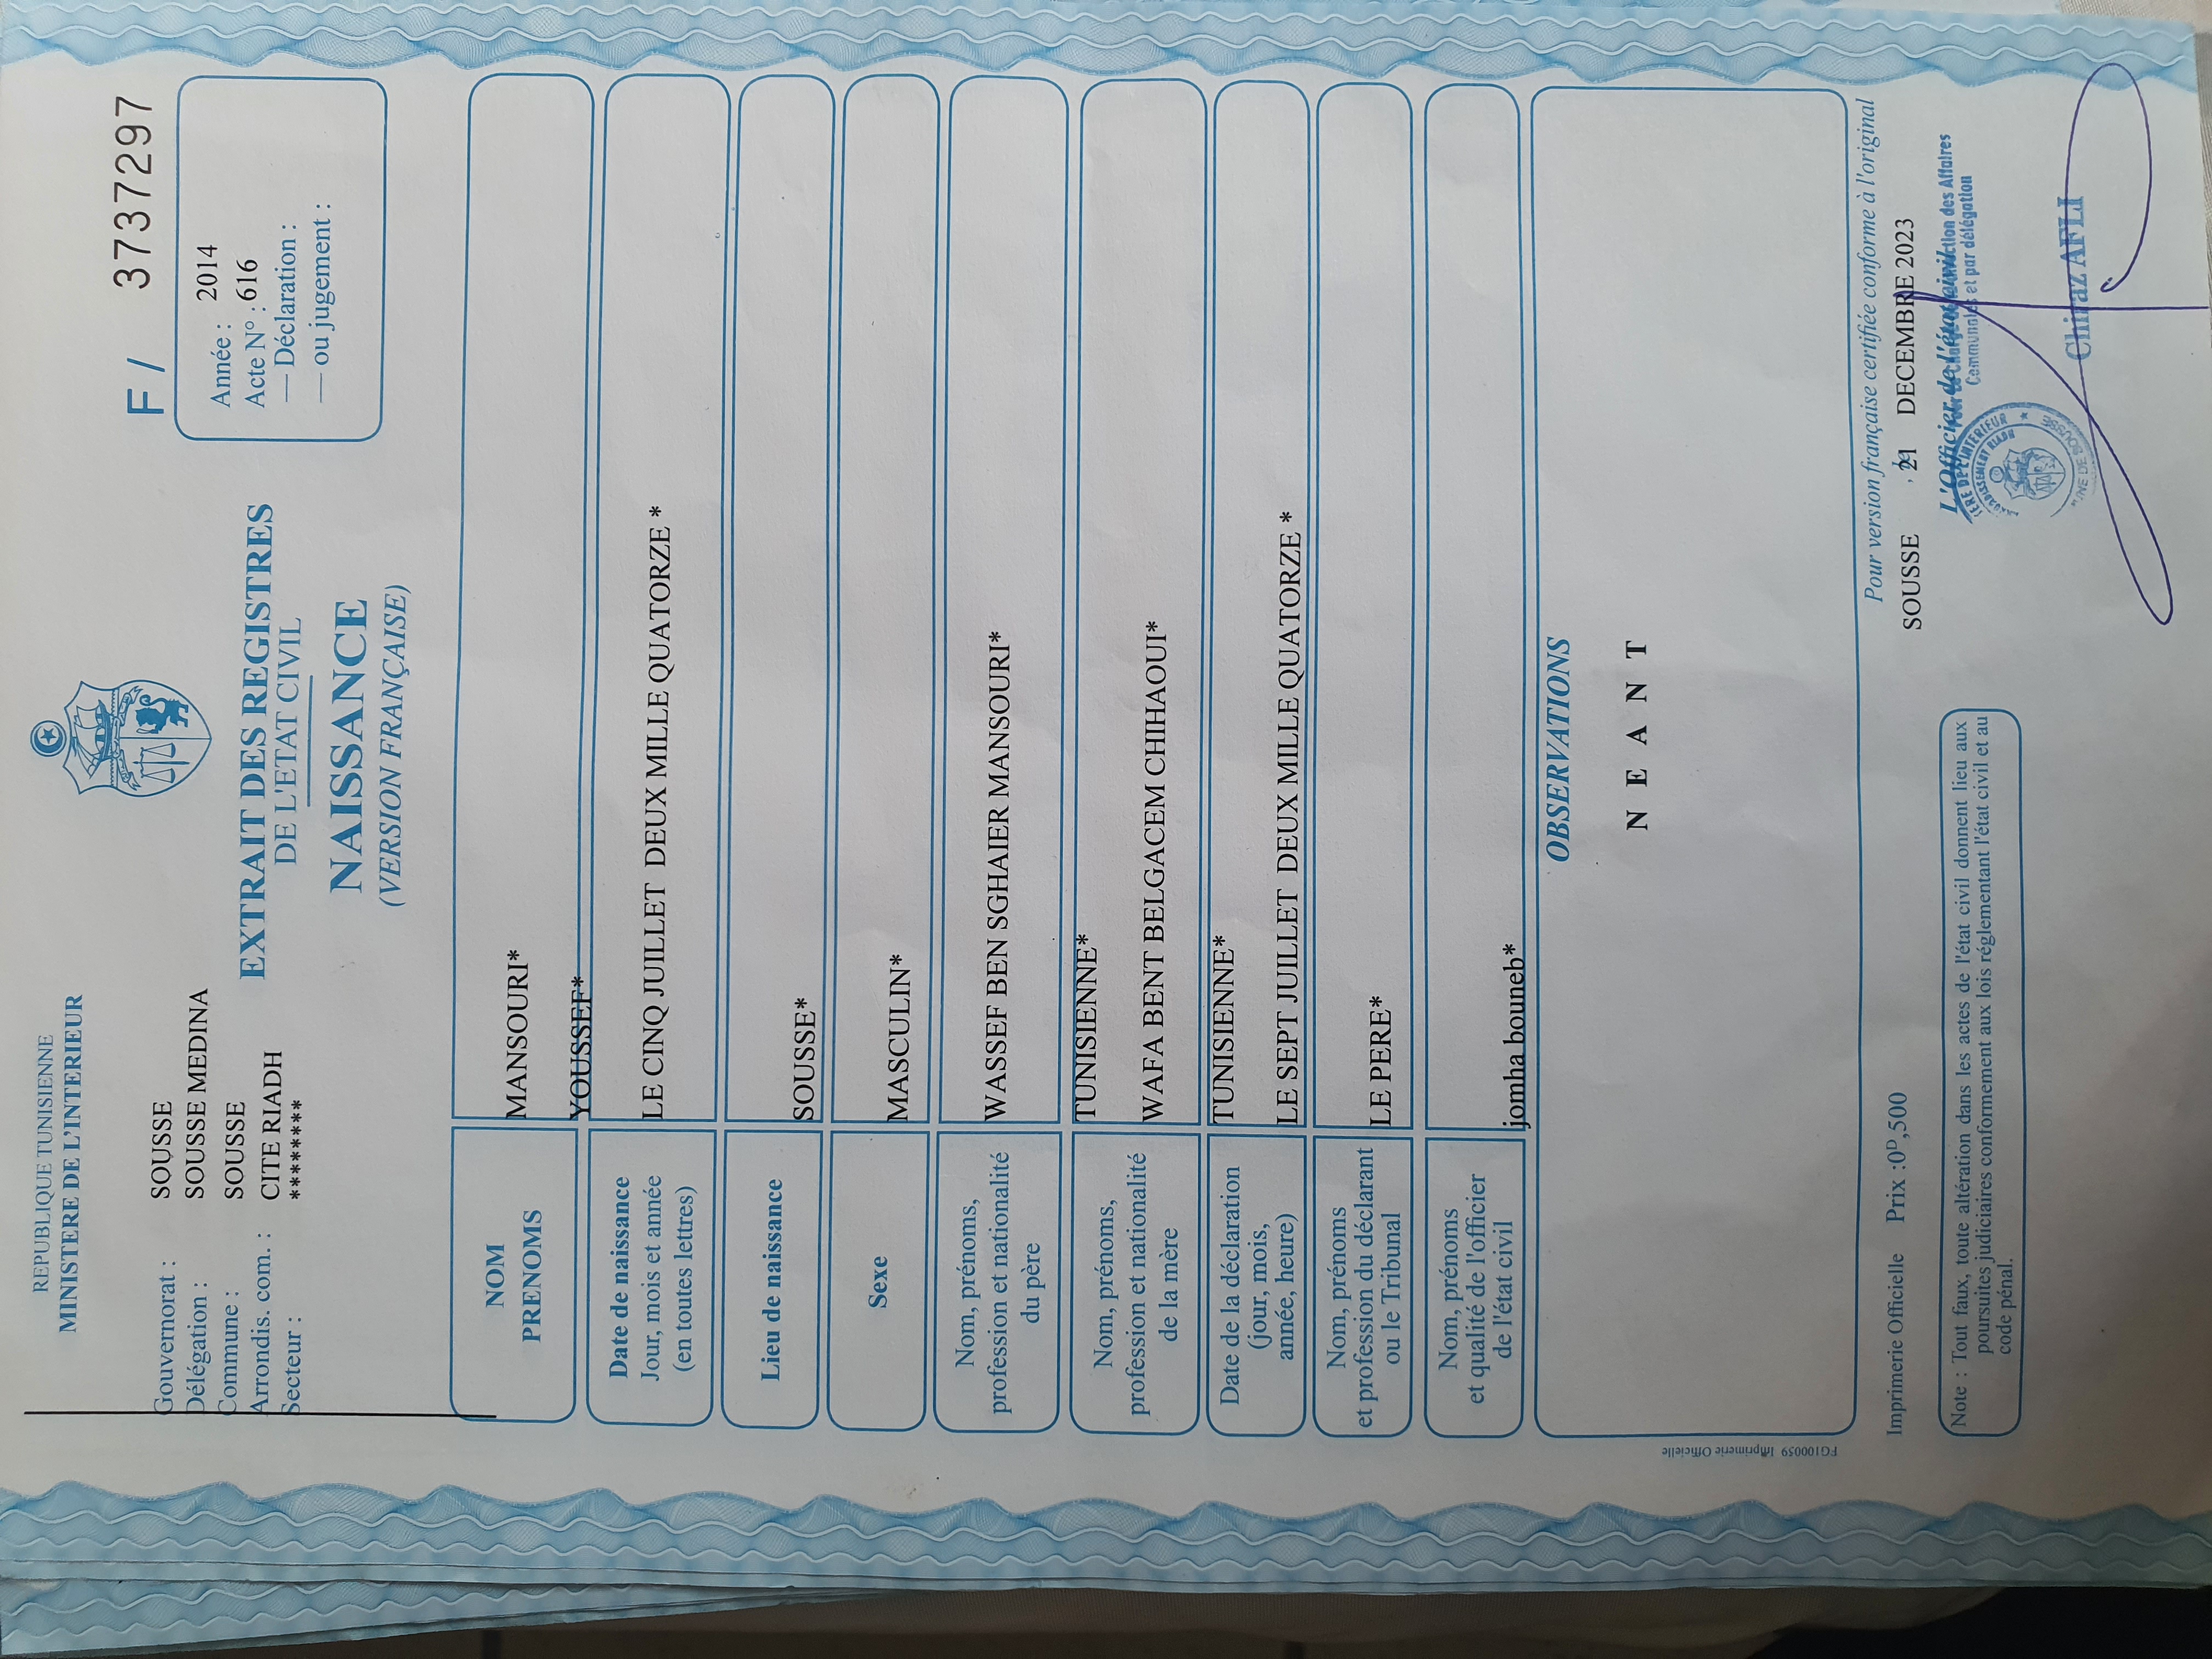 REPUBLIQUE TUNISIENNE
MINISTERE DE L'INTERIEUR
F / 3737297
Gouvernorat : SOUSSE
Délégation : SOUSSE MEDINA
Commune : SOUSSE
Arrondis. com. : CITE RIADH
Secteur : ********
EXTRAIT DES REGISTRES
DE L'ETAT CIVIL
NAISSANCE
(VERSION FRANÇAISE)
Année : 2014
Acte N° : 616
— Déclaration :
— ou jugement :
NOM
PRENOMS
MANSOURI*
YOUSSEF*
Date de naissance
Jour, mois et année
(en toutes lettres)
LE CINQ JUILLET DEUX MILLE QUATORZE *
Lieu de naissance
SOUSSE*
Sexe
MASCULIN*
Nom, prénoms,
profession et nationalité
du père
WASSEF BEN SGHAIER MANSOURI*
TUNISIENNE*
Nom, prénoms,
profession et nationalité
de la mère
WAFA BENT BELGACEM CHIHAOUI*
TUNISIENNE*
Date de la déclaration
(jour, mois,
année, heure)
LE SEPT JUILLET DEUX MILLE QUATORZE *
Nom, prénoms
et profession du déclarant
ou le Tribunal
LE PERE*
Nom, prénoms
et qualité de l'officier
de l'état civil
jomha bouneb*
OBSERVATIONS
N E A N T
FG100059 Imprimerie Officielle
Pour version française certifiée conforme à l'original
SOUSSE , 21 DECEMBRE 2023
L'Officier de l'état civil
Communales et par délégation
Chiraz AFLI
Imprimerie Officielle Prix :0ᴰ,500
Note : Tout faux, toute altération dans les actes de l'état civil donnent lieu aux
poursuites judiciaires conformement aux lois réglementant l'état civil et au
code pénal.